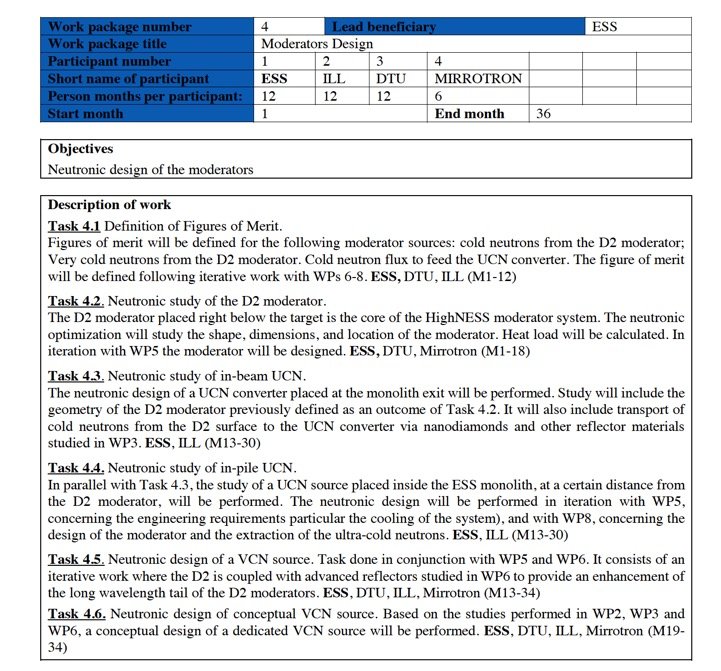 Work package number 4 Lead beneficiary ESS
Work package title Moderators Design
Participant number 1 2 3 4
Short name of participant ESS ILL DTU MIRROTRON
Person months per participant: 12 12 12 6
Start month 1 End month 36
Objectives
Neutronic design of the moderators
Description of work
Task 4.1 Definition of Figures of Merit.
Figures of merit will be defined for the following moderator sources: cold neutrons from the D2 moderator;
Very cold neutrons from the D2 moderator. Cold neutron flux to feed the UCN converter. The figure of merit
will be defined following iterative work with WPs 6-8. ESS, DTU, ILL (M1-12)
Task 4.2. Neutronic study of the D2 moderator.
The D2 moderator placed right below the target is the core of the HighNESS moderator system. The neutronic
optimization will study the shape, dimensions, and location of the moderator. Heat load will be calculated. In
iteration with WP5 the moderator will be designed. ESS, DTU, Mirrotron (M1-18)
Task 4.3. Neutronic study of in-beam UCN.
The neutronic design of a UCN converter placed at the monolith exit will be performed. Study will include the
geometry of the D2 moderator previously defined as an outcome of Task 4.2. It will also include transport of
cold neutrons from the D2 surface to the UCN converter via nanodiamonds and other reflector materials
studied in WP3. ESS, ILL (M13-30)
Task 4.4. Neutronic study of in-pile UCN.
In parallel with Task 4.3, the study of a UCN source placed inside the ESS monolith, at a certain distance from
the D2 moderator, will be performed. The neutronic design will be performed in iteration with WP5,
concerning the engineering requirements particular the cooling of the system), and with WP8, concerning the
design of the moderator and the extraction of the ultra-cold neutrons. ESS, ILL (M13-30)
Task 4.5. Neutronic design of a VCN source. Task done in conjunction with WP5 and WP6. It consists of an
iterative work where the D2 is coupled with advanced reflectors studied in WP6 to provide an enhancement of
the long wavelength tail of the D2 moderators. ESS, DTU, ILL, Mirrotron (M13-34)
Task 4.6. Neutronic design of conceptual VCN source. Based on the studies performed in WP2, WP3 and
WP6, a conceptual design of a dedicated VCN source will be performed. ESS, DTU, ILL, Mirrotron (M19-
34)